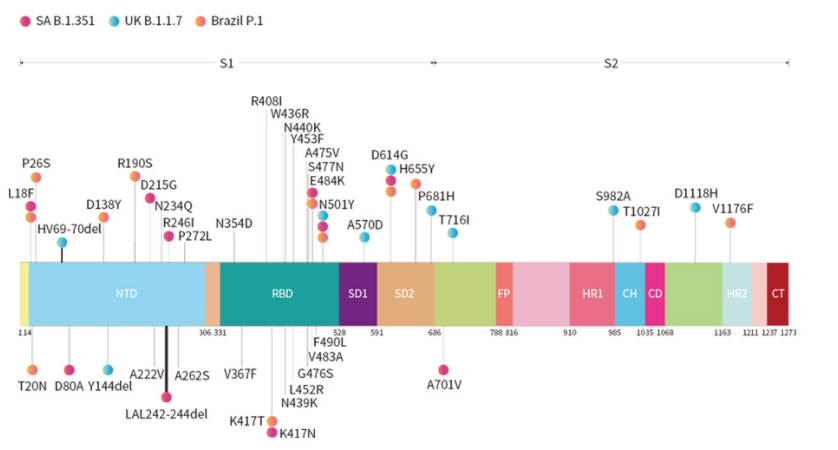 SA B.1.351 UK B.1.1.7 Brazil P.1
S1 S2
R408I
W436R
N440K
Y453F
A475V
S477N
E484K
N501Y
P26S
L18F
HV69-70del
D138Y
R190S
D215G
N234Q
R246I
P272L
N354D
A570D
D614G
H655Y
P681H
T716I
S982A
T1027I
D1118H
V1176F
NTD RBD SD1 SD2 FP HR1 CH CD HR2 CT
114 306 331 528 591 686 788 816 910 985 1035 1068 1163 1211 1237 1273
T20N
D80A
Y144del
A222V
LAL242-244del
A262S
V367F
K417T
K417N
N439K
L452R
G476S
V483A
F490L
A701V